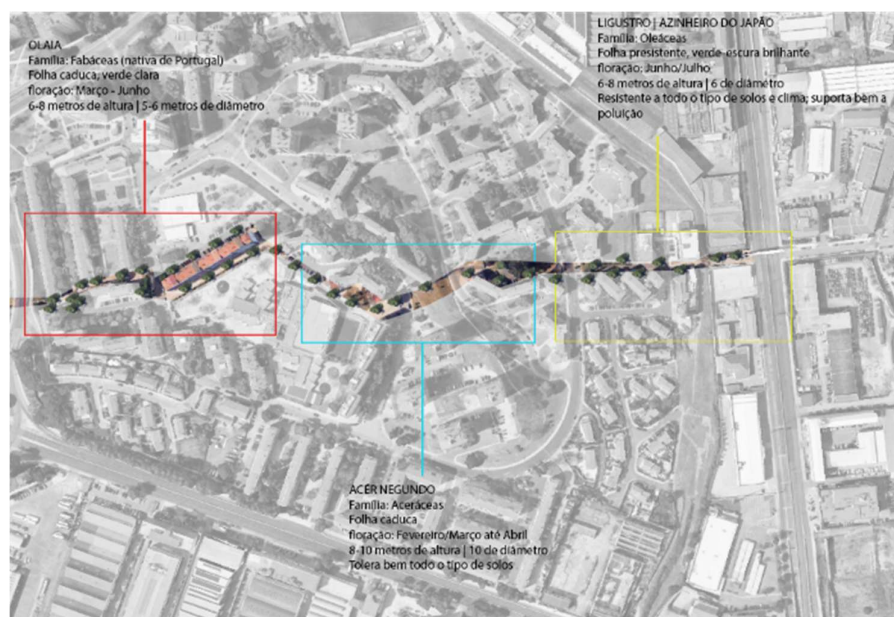 OLAIA
Família: Fabáceas (nativa de Portugal)
Folha caduca, verde clara
floração: Março - Junho
6-8 metros de altura | 5-6 metros de diâmetro
LIGUSTRO | AZINHEIRO DO JAPÃO
Família: Oleáceas
Folha presistente, verde-escura brilhante
floração: Junho/Julho
6-8 metros de altura | 6 de diâmetro
Resistente a todo o tipo de solos e clima; suporta bem a
poluição
ACÉR NEGUNDO
Família: Aceráceas
Folha caduca
floração: Fevereiro/Março até Abril
8-10 metros de altura | 10 de diâmetro
Tolera bem todo o tipo de solos